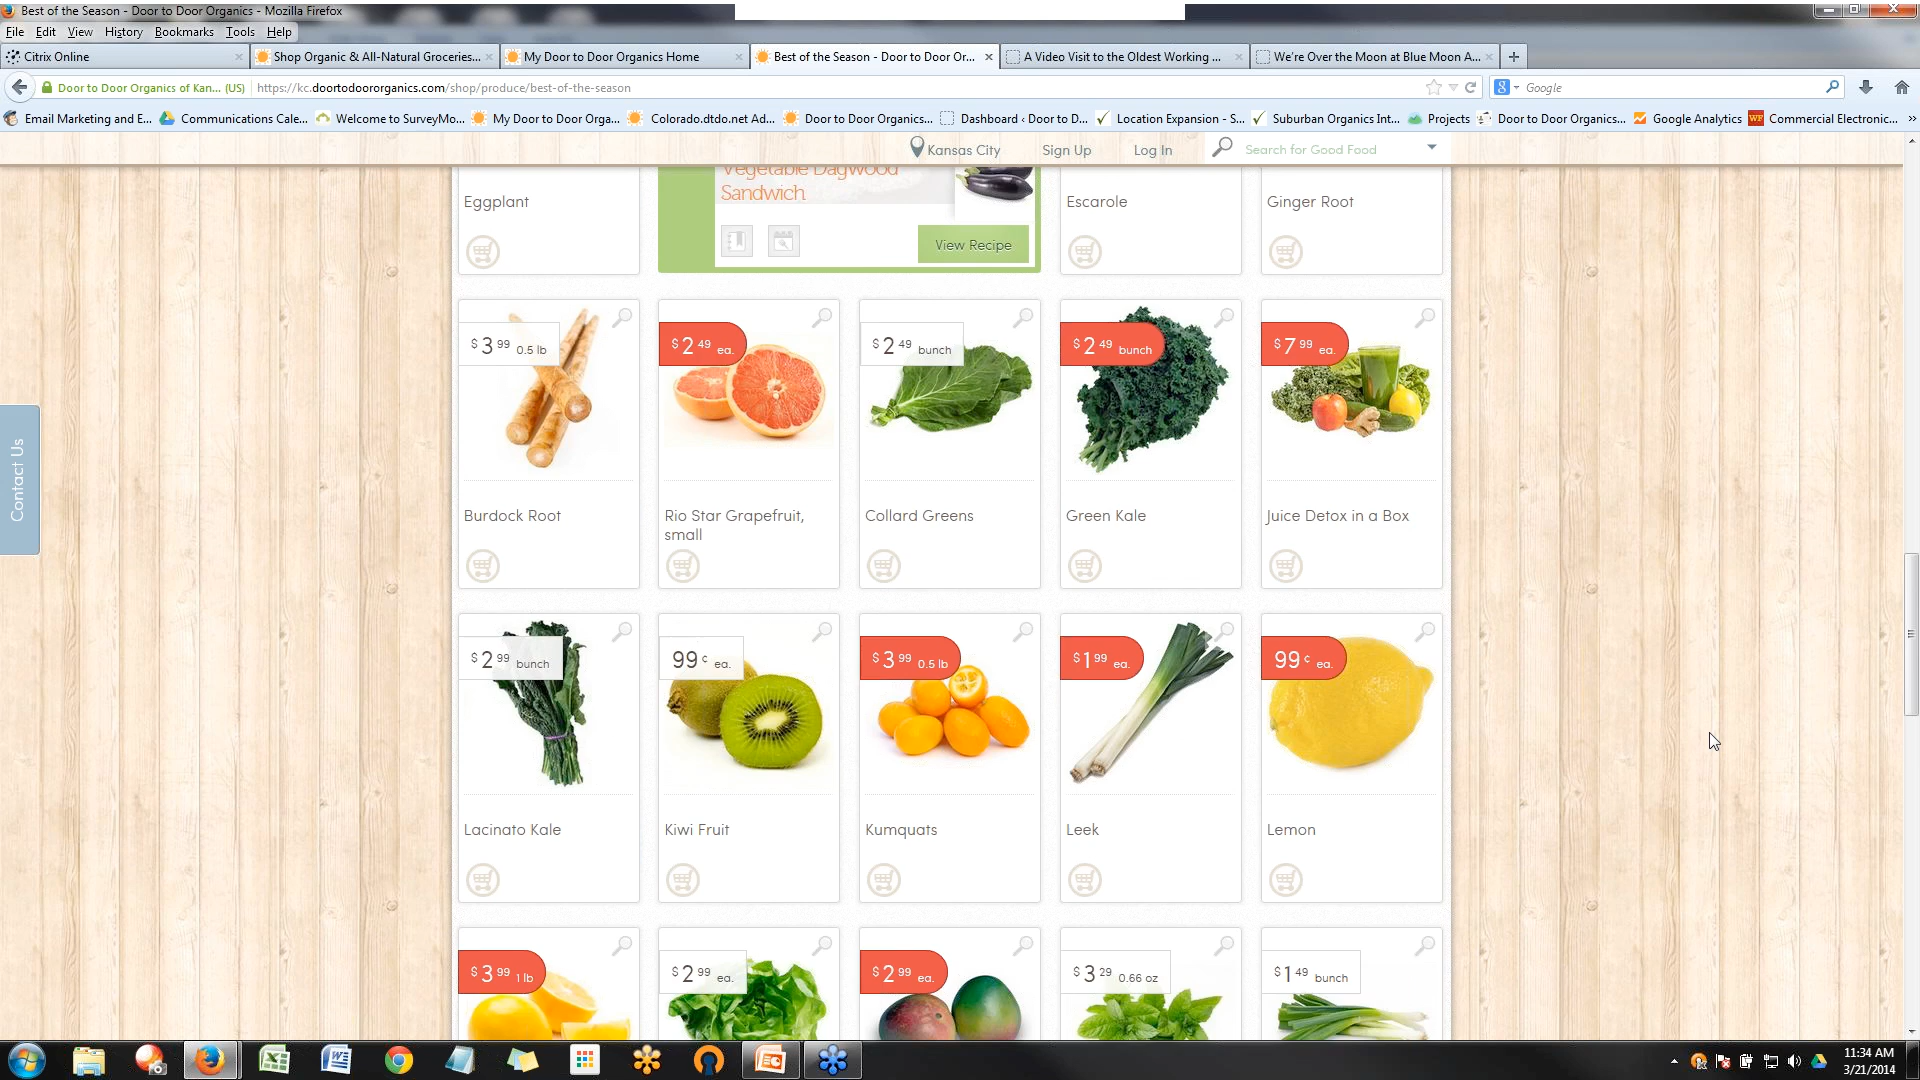 Best of the Season - Door to Door Organics - Mozilla Firefox
File Edit View History Bookmarks Tools Help
Citrix Online
Shop Organic & All-Natural Groceries...
My Door to Door Organics Home
Best of the Season - Door to Door Or...
A Video Visit to the Oldest Working ...
We're Over the Moon at Blue Moon A...
Door to Door Organics of Kan... (US) https://kc.doortodoororganics.com/shop/produce/best-of-the-season
Google
Email Marketing and E... Communications Cale... Welcome to SurveyMo... My Door to Door Orga... Colorado.dtdo.net Ad... Door to Door Organics... Dashboard ‹ Door to D... Location Expansion - S... Suburban Organics Int... Projects Door to Door Organics... Google Analytics Commercial Electronic... »
Kansas City Sign Up Log In Search for Good Food
Vegetable Dagwood
Sandwich
Eggplant
Escarole
Ginger Root
View Recipe
Contact Us
$ 3 99 0.5 lb
$ 2 49 ea.
$ 2 49 bunch
$ 2 49 bunch
$ 7 99 ea.
Burdock Root
Rio Star Grapefruit,
small
Collard Greens
Green Kale
Juice Detox in a Box
$ 2 99 bunch
99 ¢ ea.
$ 3 99 0.5 lb
$ 1 99 ea.
99 ¢ ea.
Lacinato Kale
Kiwi Fruit
Kumquats
Leek
Lemon
$ 3 99 1 lb
$ 2 99 ea.
$ 2 99 ea.
$ 3 29 0.66 oz
$ 1 49 bunch
11:34 AM
3/21/2014